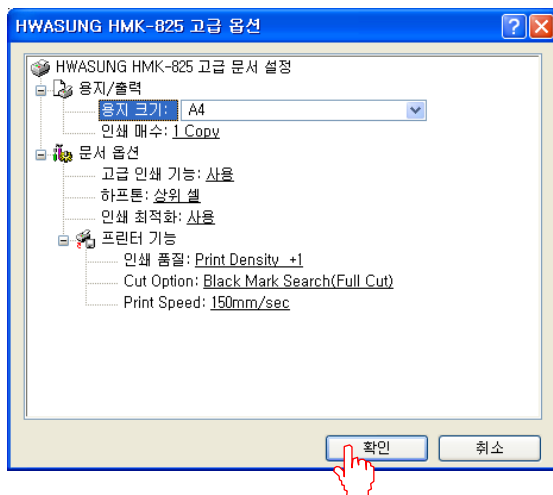 HWASUNG HMK-825 고급 옵션
HWASUNG HMK-825 고급 문서 설정
용지/출력
용지 크기: A4
인쇄 매수: 1 Copy
문서 옵션
고급 인쇄 기능: 사용
하프톤: 상위 셀
인쇄 최적화: 사용
프린터 기능
인쇄 품질: Print Density +1
Cut Option: Black Mark Search(Full Cut)
Print Speed: 150mm/sec
확인 취소